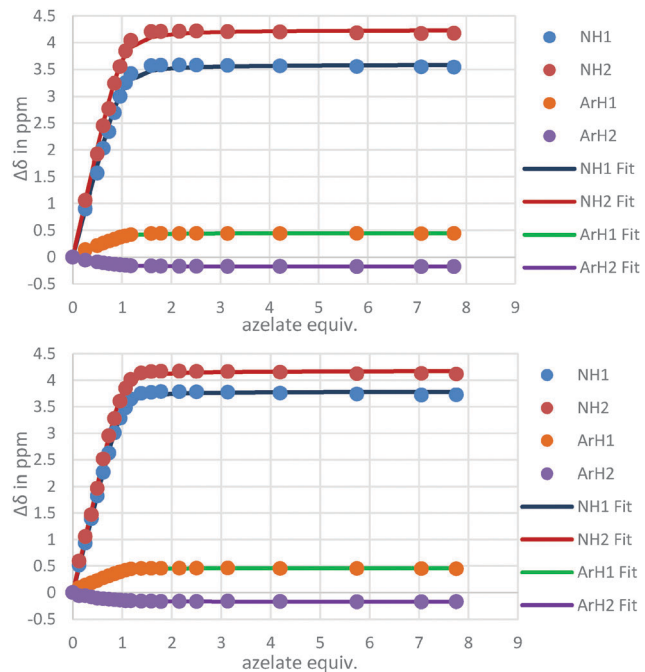 4.5
4
3.5
3
2.5
2
1.5
1
0.5
0
-0.5
Δδ in ppm
0 1 2 3 4 5 6 7 8 9
azelate equiv.
NH1
NH2
ArH1
ArH2
NH1 Fit
NH2 Fit
ArH1 Fit
ArH2 Fit
4.5
4
3.5
3
2.5
2
1.5
1
0.5
0
-0.5
Δδ in ppm
0 1 2 3 4 5 6 7 8 9
azelate equiv.
NH1
NH2
ArH1
ArH2
NH1 Fit
NH2 Fit
ArH1 Fit
ArH2 Fit